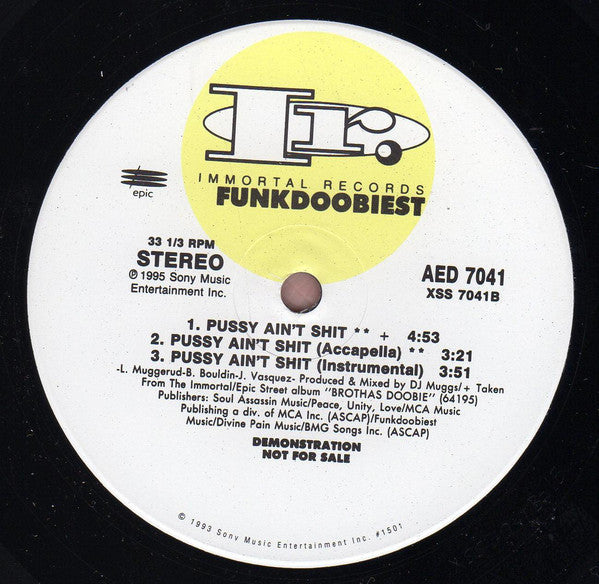 Ir.
IMMORTAL RECORDS
FUNKDOOBIEST
epic
33 1/3 RPM
STEREO
℗ 1995 Sony Music
Entertainment Inc.
AED 7041
XSS 7041B
1. PUSSY AIN'T SHIT ** + 4:53
2. PUSSY AIN'T SHIT (Accapella) ** 3:21
3. PUSSY AIN'T SHIT (Instrumental) 3:51
-L. Muggerud-B. Bouldin-J. Vasquez- Produced & Mixed by DJ Muggs/+ Taken
From The Immortal/Epic Street album "BROTHAS DOOBIE" (64195)
Publishers: Soul Assassin Music/Peace, Unity, Love/MCA Music
Publishing a div. of MCA Inc. (ASCAP)/Funkdoobiest
Music/Divine Pain Music/BMG Songs Inc. (ASCAP)
DEMONSTRATION
NOT FOR SALE
© 1993 Sony Music Entertainment Inc. #1501